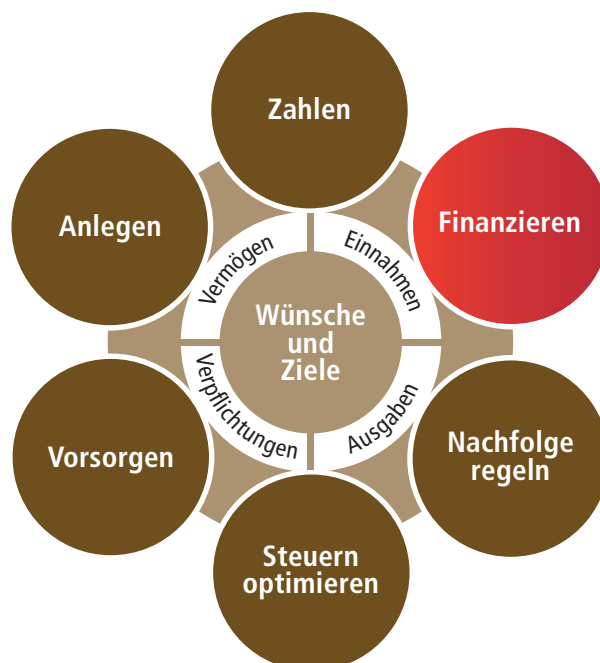 Zahlen
Anlegen
Finanzieren
Vermögen
Einnahmen
Wünsche
und
Ziele
Verpflichtungen
Ausgaben
Vorsorgen
Nachfolge
regeln
Steuern
optimieren